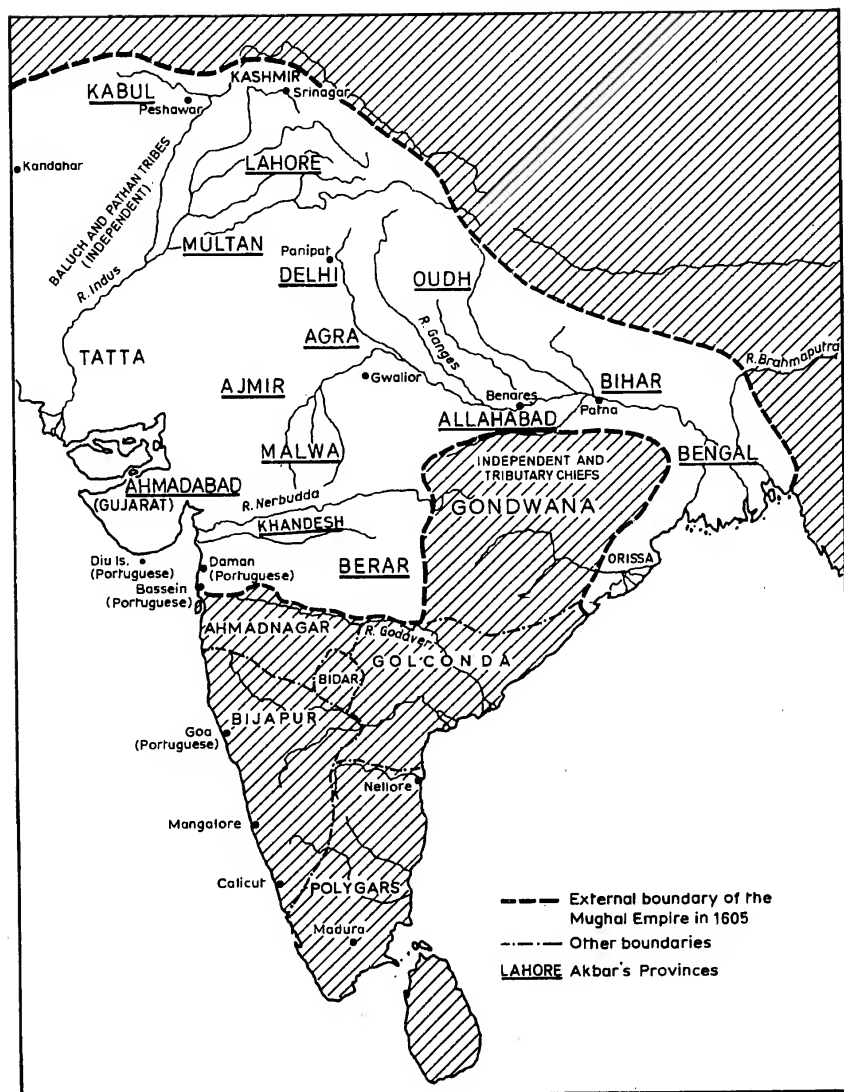 KASHMIR
KABUL
Srinagar
Peshawar
LAHORE
Kandahar
BALUCH AND PATHAN TRIBES
(INDEPENDENT)
MULTAN
Panipat
DELHI
OUDH
R. Indus
AGRA
R. Ganges
TATTA
R. Brahmaputra
AJMIR
Gwalior
BIHAR
Benares
Patna
ALLAHABAD
MALWA
BENGAL
INDEPENDENT AND
TRIBUTARY CHIEFS
AHMADABAD
(GUJARAT)
R. Nerbudda
GONDWANA
KHANDESH
ORISSA
Diu Is.
(Portuguese)
Daman
(Portuguese)
BERAR
Bassein
(Portuguese)
AHMADNAGAR
R. Godaveri
GOLCONDA
BIDAR
BIJAPUR
Goa
(Portuguese)
Nellore
Mangalore
Calicut
POLYGARS
Madura
External boundary of the
Mughal Empire in 1605
Other boundaries
LAHORE Akbar's Provinces